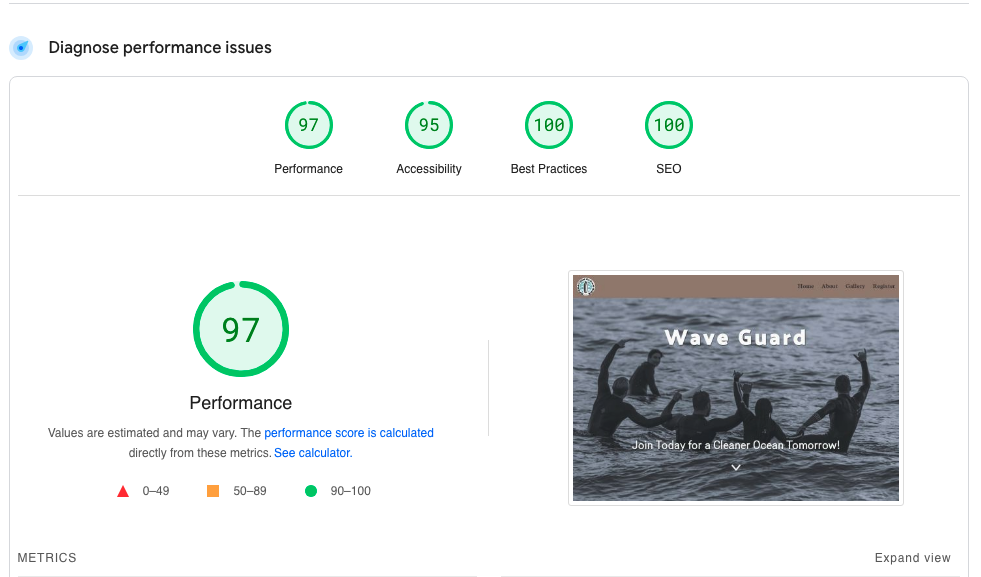 Diagnose performance issues
97
95
100
100
Performance
Accessibility
Best Practices
SEO
97
Performance
Values are estimated and may vary. The performance score is calculated
directly from these metrics. See calculator.
0–49
50–89
90–100
Home About Gallery Register
Wave Guard
Join Today for a Cleaner Ocean Tomorrow!
METRICS
Expand view